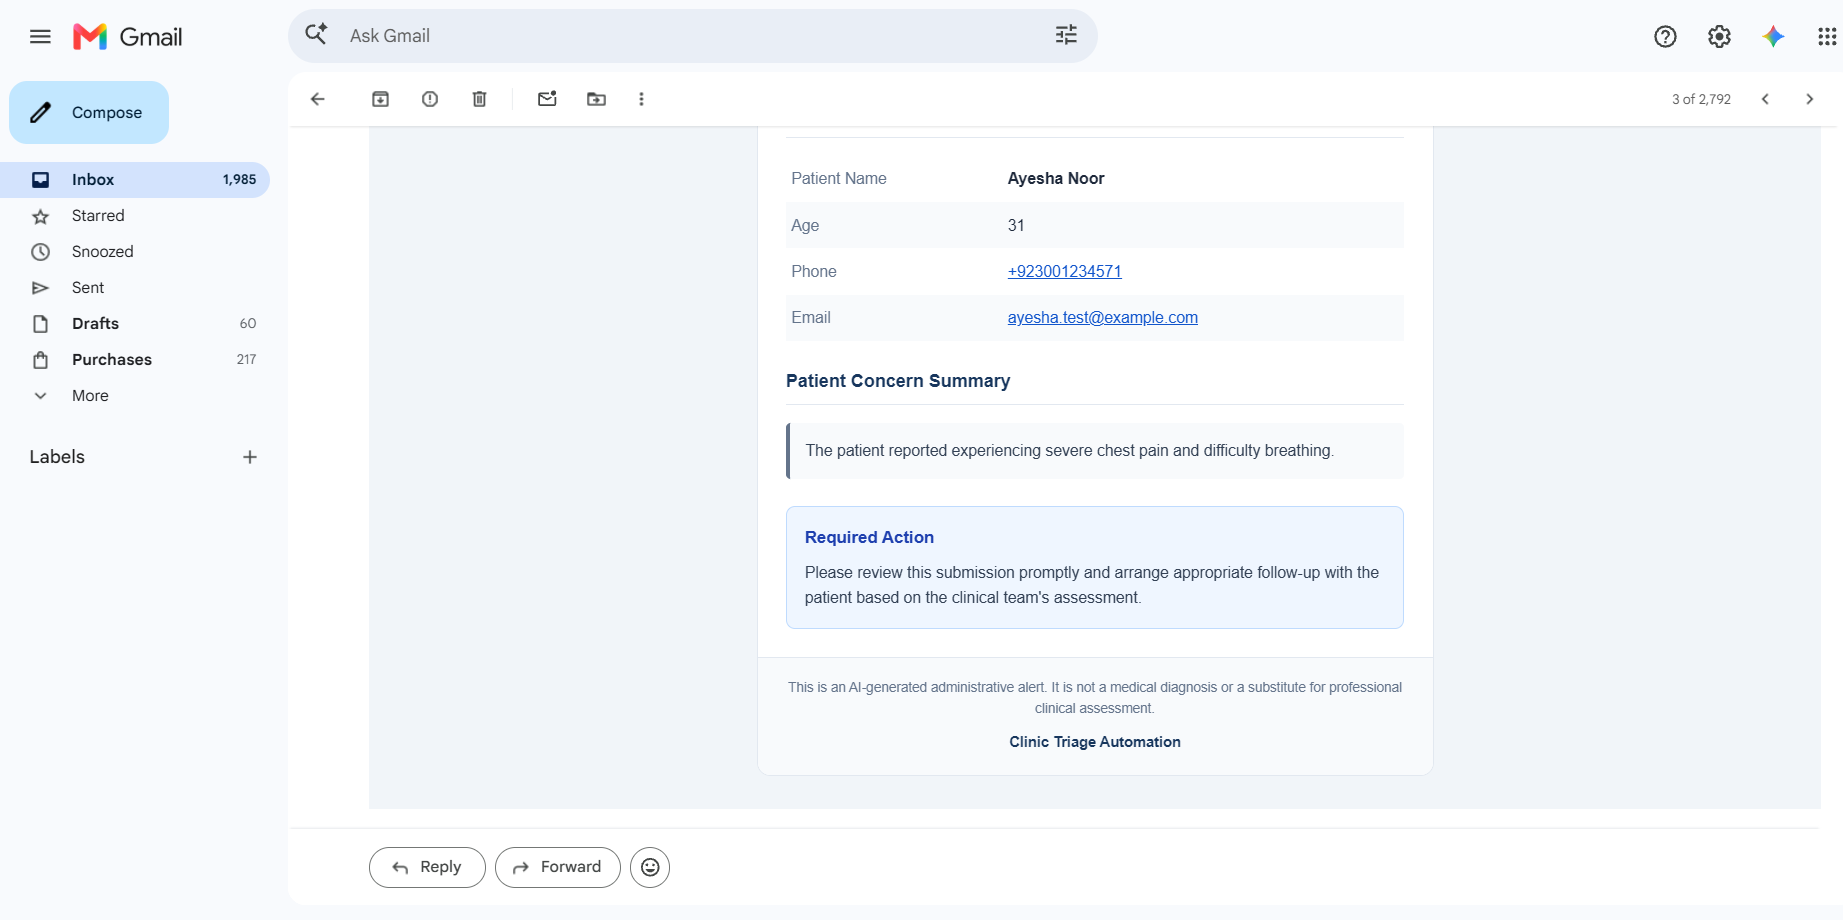 Gmail
Ask Gmail
Compose
3 of 2,792
Inbox 1,985
Starred
Snoozed
Sent
Drafts 60
Purchases 217
More
Labels
Patient Name Ayesha Noor
Age 31
Phone +923001234571
Email ayesha.test@example.com
Patient Concern Summary
The patient reported experiencing severe chest pain and difficulty breathing.
Required Action
Please review this submission promptly and arrange appropriate follow-up with the
patient based on the clinical team's assessment.
This is an AI-generated administrative alert. It is not a medical diagnosis or a substitute for professional
clinical assessment.
Clinic Triage Automation
Reply
Forward